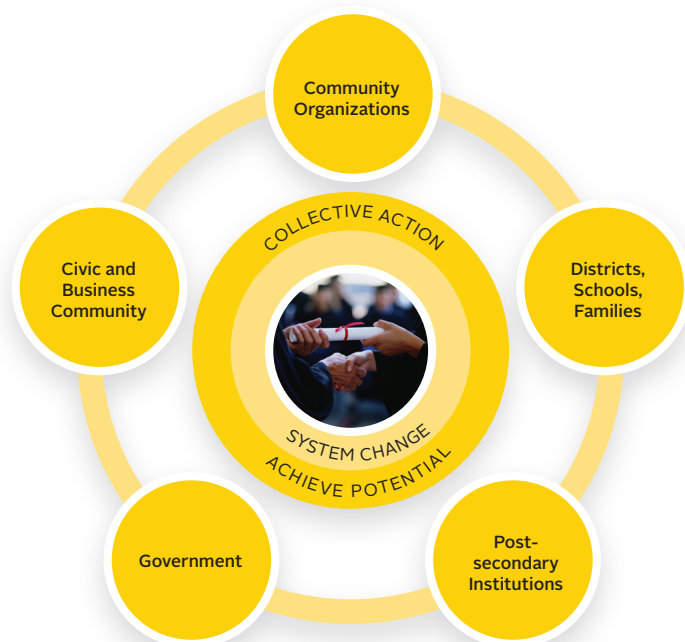 Community
Organizations
COLLECTIVE ACTION
Civic and
Business
Community
Districts,
Schools,
Families
SYSTEM CHANGE
ACHIEVE POTENTIAL
Government
Post-
secondary
Institutions